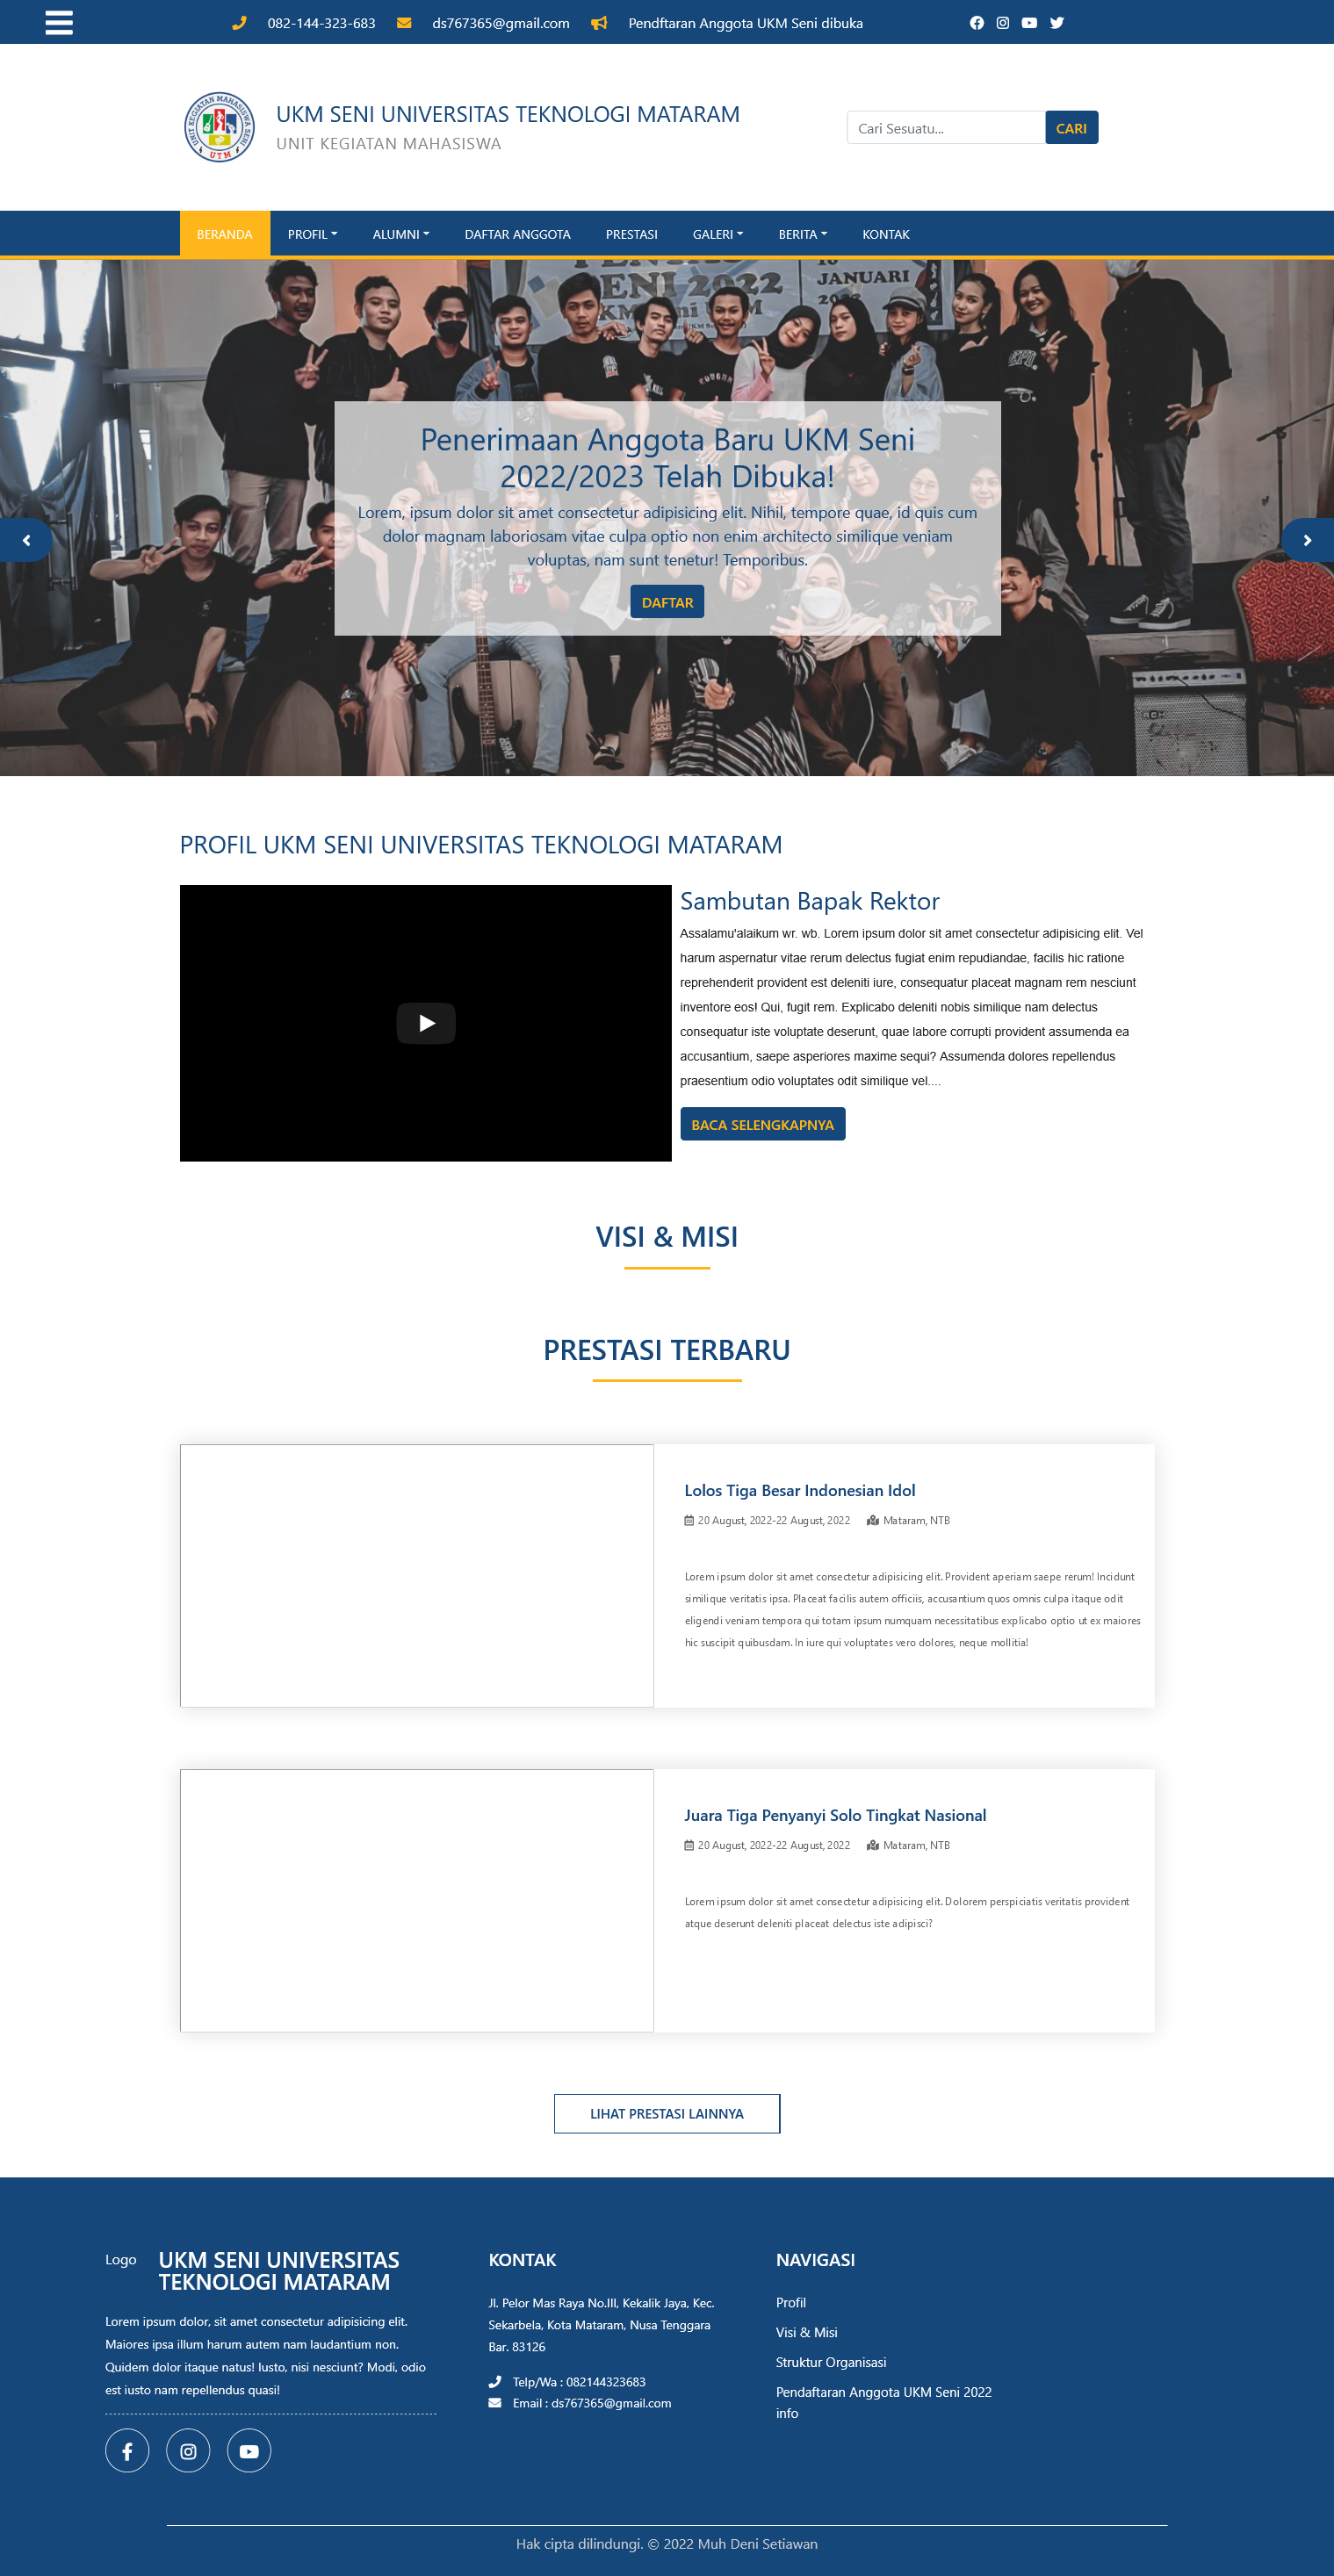 082-144-323-683 ds767365@gmail.com Pendftaran Anggota UKM Seni dibuka
UKM SENI UNIVERSITAS TEKNOLOGI MATARAM
UNIT KEGIATAN MAHASISWA
UTM
Cari Sesuatu... CARI
BERANDA PROFIL ALUMNI DAFTAR ANGGOTA PRESTASI GALERI BERITA KONTAK
SENI 2022
JANUARI
Penerimaan Anggota Baru UKM Seni
2022/2023 Telah Dibuka!
Lorem, ipsum dolor sit amet consectetur adipisicing elit. Nihil, tempore quae, id quis cum
dolor magnam laboriosam vitae culpa optio non enim architecto similique veniam
voluptas, nam sunt tenetur! Temporibus.
DAFTAR
PROFIL UKM SENI UNIVERSITAS TEKNOLOGI MATARAM
Sambutan Bapak Rektor
Assalamu'alaikum wr. wb. Lorem ipsum dolor sit amet consectetur adipisicing elit. Vel
harum aspernatur vitae rerum delectus fugiat enim repudiandae, facilis hic ratione
reprehenderit provident est deleniti iure, consequatur placeat magnam rem nesciunt
inventore eos! Qui, fugit rem. Explicabo deleniti nobis similique nam delectus
consequatur iste voluptate deserunt, quae labore corrupti provident assumenda ea
accusantium, saepe asperiores maxime sequi? Assumenda dolores repellendus
praesentium odio voluptates odit similique vel....
BACA SELENGKAPNYA
VISI & MISI
PRESTASI TERBARU
Lolos Tiga Besar Indonesian Idol
20 August, 2022-22 August, 2022 Mataram, NTB
Lorem ipsum dolor sit amet consectetur adipisicing elit. Provident aperiam saepe rerum! Incidunt
similique veritatis ipsa. Placeat facilis autem officiis, accusantium quos omnis culpa itaque odit
eligendi veniam tempora qui totam ipsum numquam necessitatibus explicabo optio ut ex maiores
hic suscipit quibusdam. In iure qui voluptates vero dolores, neque mollitia!
Juara Tiga Penyanyi Solo Tingkat Nasional
20 August, 2022-22 August, 2022 Mataram, NTB
Lorem ipsum dolor sit amet consectetur adipisicing elit. Dolorem perspiciatis veritatis provident
atque deserunt deleniti placeat delectus iste adipisci?
LIHAT PRESTASI LAINNYA
Logo UKM SENI UNIVERSITAS
TEKNOLOGI MATARAM
Lorem ipsum dolor, sit amet consectetur adipisicing elit.
Maiores ipsa illum harum autem nam laudantium non.
Quidem dolor itaque natus! Iusto, nisi nesciunt? Modi, odio
est iusto nam repellendus quasi!
KONTAK
Jl. Pelor Mas Raya No.III, Kekalik Jaya, Kec.
Sekarbela, Kota Mataram, Nusa Tenggara
Bar. 83126
Telp/Wa : 082144323683
Email : ds767365@gmail.com
NAVIGASI
Profil
Visi & Misi
Struktur Organisasi
Pendaftaran Anggota UKM Seni 2022
info
Hak cipta dilindungi. © 2022 Muh Deni Setiawan